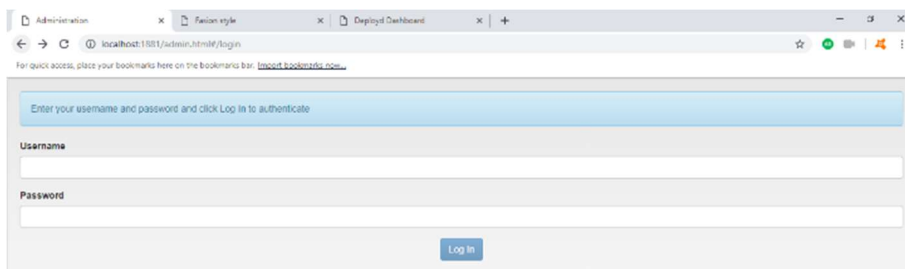 Administration
Fasion style
Deployd Dashboard
localhost:1881/admin.html#/login
For quick access, place your bookmarks here on the bookmarks bar. Import bookmarks now...
Enter your username and password and click Log In to authenticate
Username
Password
Log In